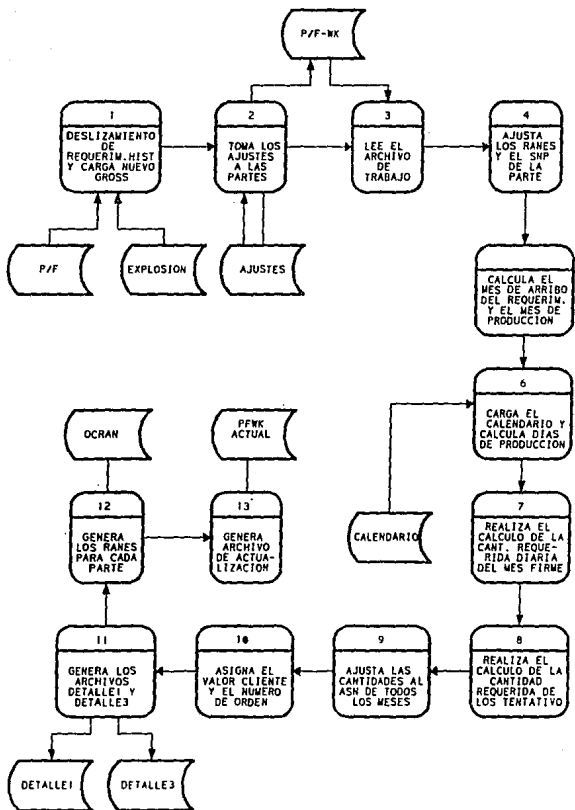 P/F-WK
1
DESLIZAMIENTO
DE
REQUERIM.HIST
Y CARGA NUEVO
GROSS
2
TOMA LOS
AJUSTES
A LAS
PARTES
3
LEE EL
ARCHIVO
DE
TRABAJO
4
AJUSTA
LOS RANES
Y EL SNP
DE LA
PARTE
P/F
EXPLOSION
AJUSTES
CALCULA EL
MES DE ARRIBO
DEL REQUERIM.
Y EL MES DE
PRODUCCION
6
CARGA EL
CALENDARIO Y
CALCULA DIAS
DE PRODUCCION
OCRAN
PFWK
ACTUAL
CALENDARIO
12
GENERA
LOS RANES
PARA CADA
PARTE
13
GENERA
ARCHIVO
DE ACTUA-
LIZACION
7
REALIZA EL
CALCULO DE LA
CANT. REQUE-
RIDA DIARIA
DEL MES FIRME
11
GENERA LOS
ARCHIVOS
DETALLE1 Y
DETALLE3
10
ASIGNA EL
VALOR CLIENTE
Y EL NUMERO
DE ORDEN
9
AJUSTA LAS
CANTIDADES AL
ASN DE TODOS
LOS MESES
8
REALIZA EL
CALCULO DE LA
CANTIDAD
REQUERIDA DE
LOS TENTATIVO
DETALLE1
DETALLE3